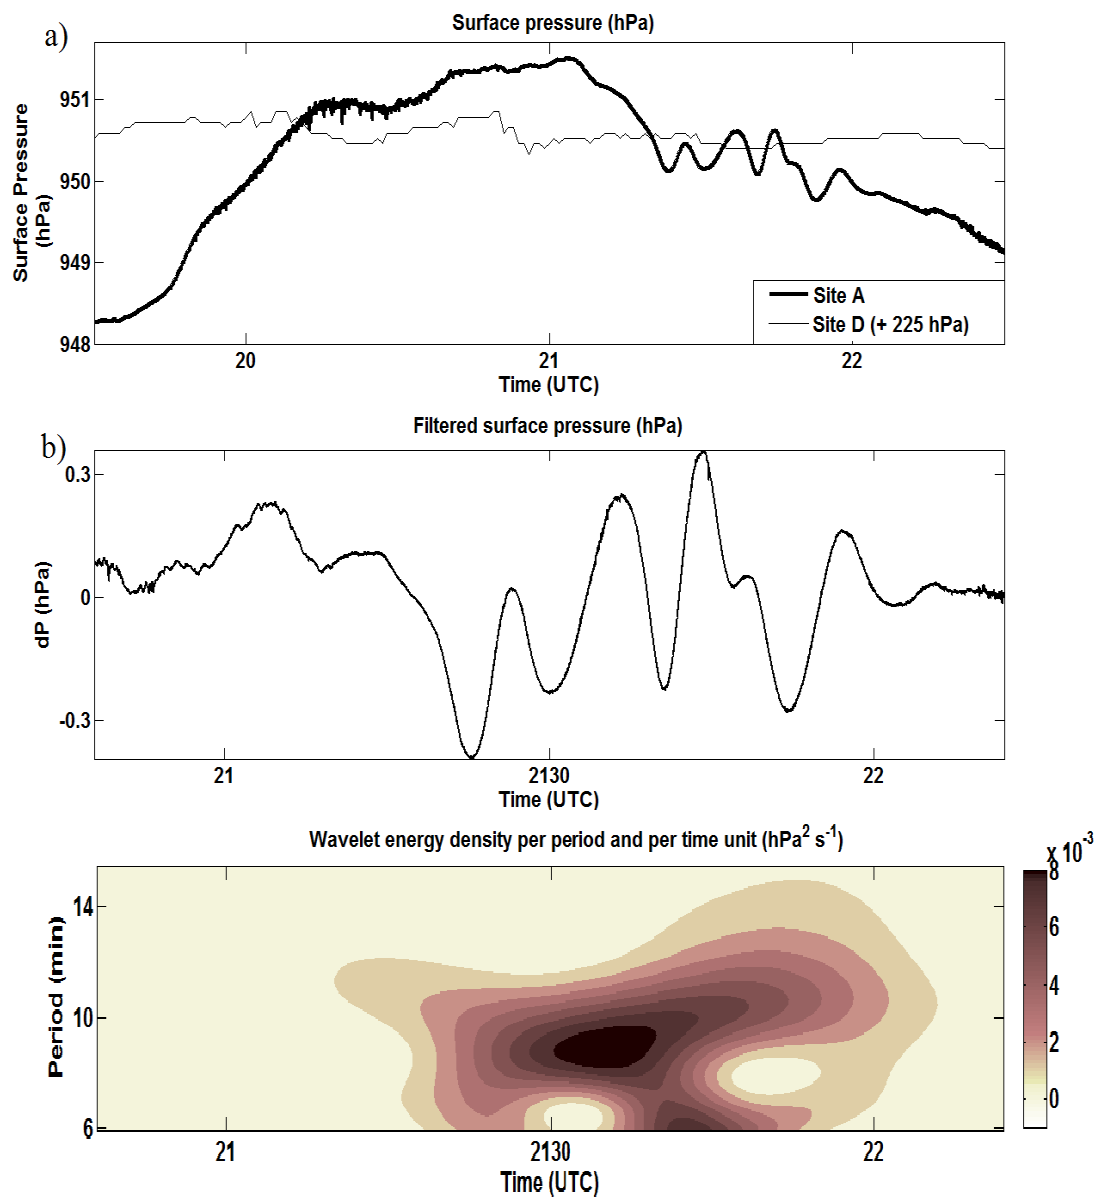 a)
Surface pressure (hPa)
Surface Pressure
(hPa)
951
950
949
948
Site A
Site D (+ 225 hPa)
20 21 22
Time (UTC)
b)
Filtered surface pressure (hPa)
dP (hPa)
0.3
0
-0.3
21 2130 22
Time (UTC)
Wavelet energy density per period and per time unit (hPa² s⁻¹)
x 10⁻³
Period (min)
14
10
6
8
6
4
2
0
21 2130 22
Time (UTC)